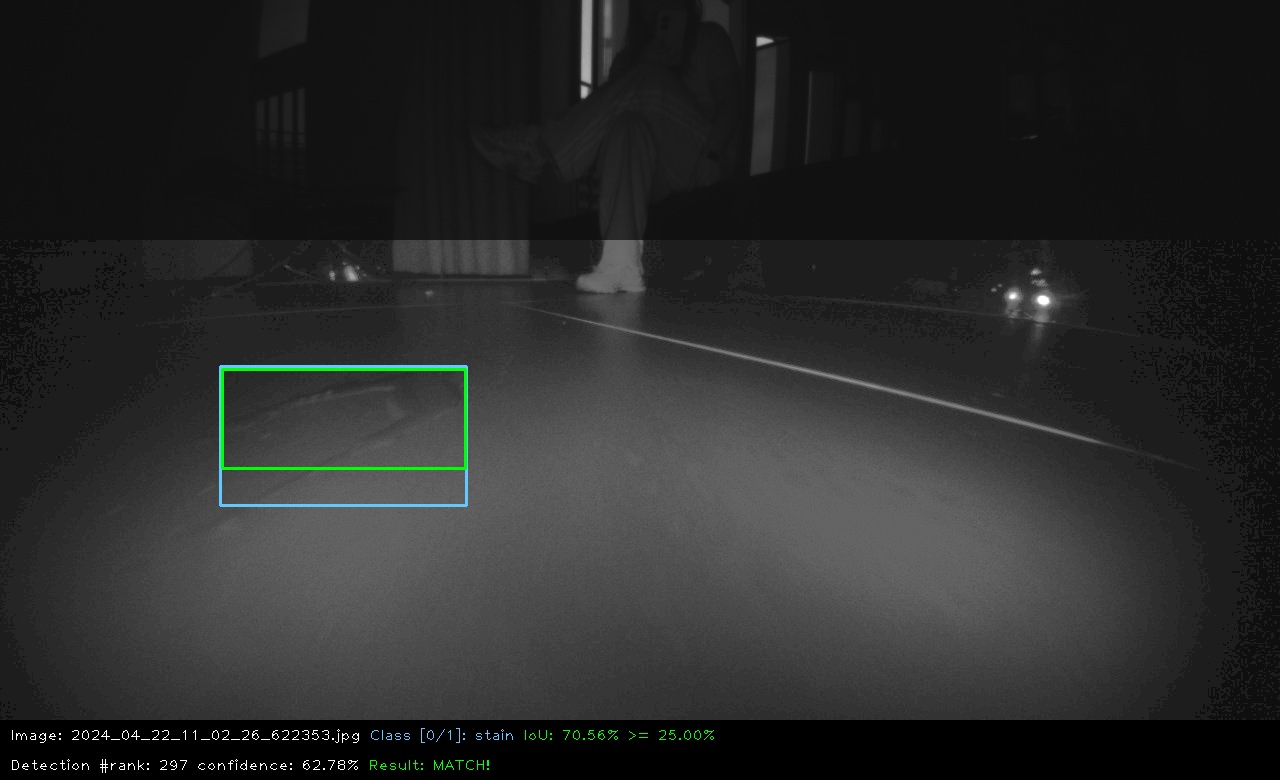 Image: 2024_04_22_11_02_26_622353.jpg Class [0/1]: stain IoU: 70.56% >= 25.00%
Detection #rank: 297 confidence: 62.78% Result: MATCH!